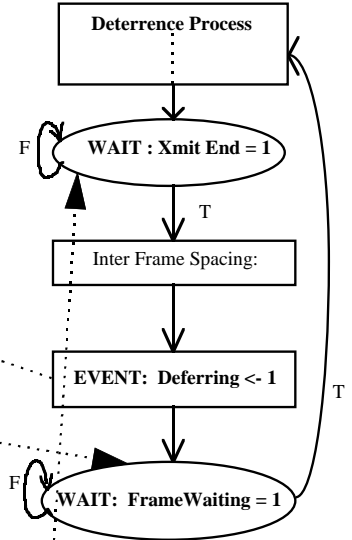 Deterrence Process
F
WAIT : Xmit End = 1
T
Inter Frame Spacing:
EVENT: Deferring <- 1
T
F
WAIT: FrameWaiting = 1